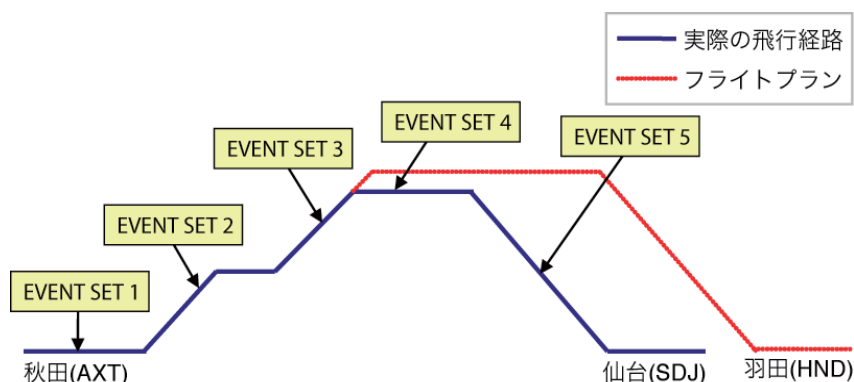 実際の飛行経路
フライトプラン
EVENT SET 4
EVENT SET 5
EVENT SET 3
EVENT SET 2
EVENT SET 1
秋田(AXT)
仙台(SDJ)
羽田(HND)